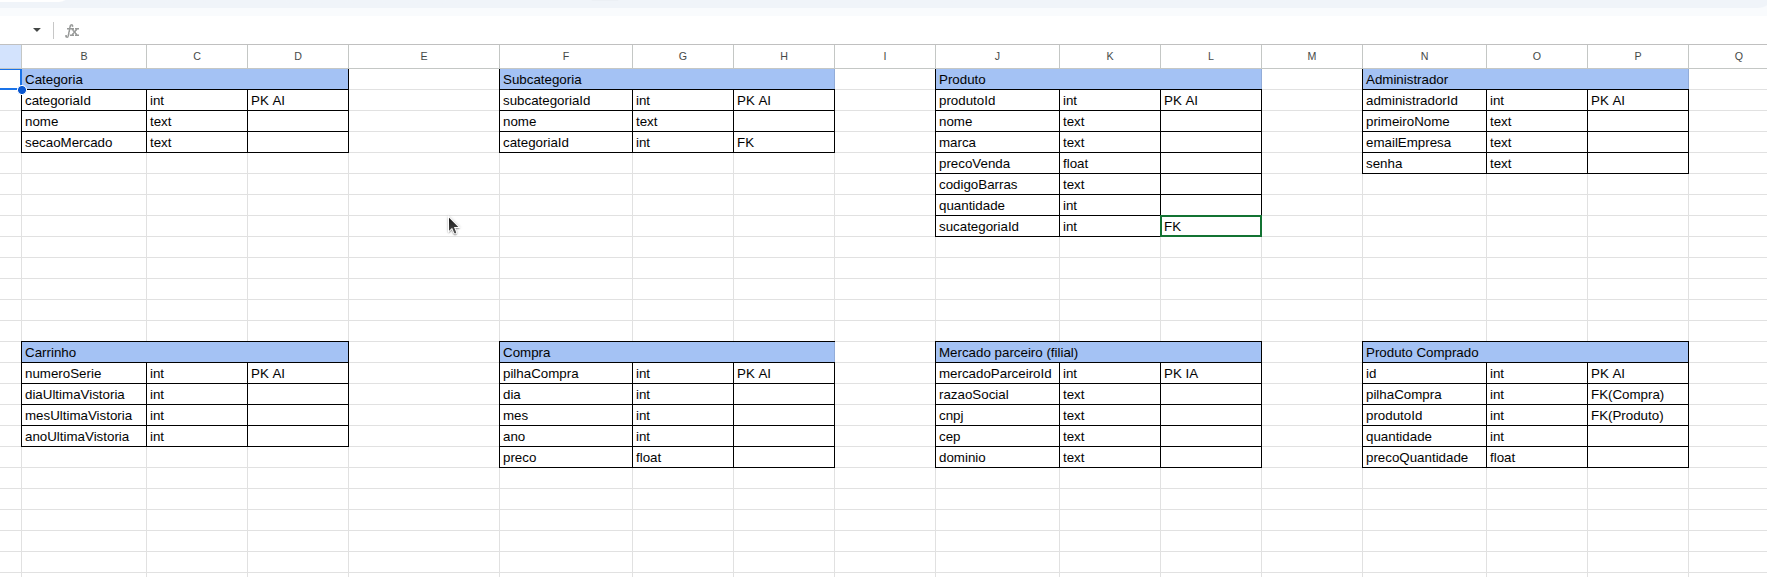 fx
B C D E F G H I J K L M N O P Q
Categoria Subcategoria Produto Administrador
categoriaId int PK AI subcategoriaId int PK AI produtoId int PK AI administradorId int PK AI
nome text nome text nome text primeiroNome text
secaoMercado text categoriaId int FK marca text emailEmpresa text
precoVenda float senha text
codigoBarras text
quantidade int
sucategoriaId int FK
Carrinho Compra Mercado parceiro (filial) Produto Comprado
numeroSerie int PK AI pilhaCompra int PK AI mercadoParceiroId int PK IA id int PK AI
diaUltimaVistoria int dia int razaoSocial text pilhaCompra int FK(Compra)
mesUltimaVistoria int mes int cnpj text produtoId int FK(Produto)
anoUltimaVistoria int ano int cep text quantidade int
preco float dominio text precoQuantidade float